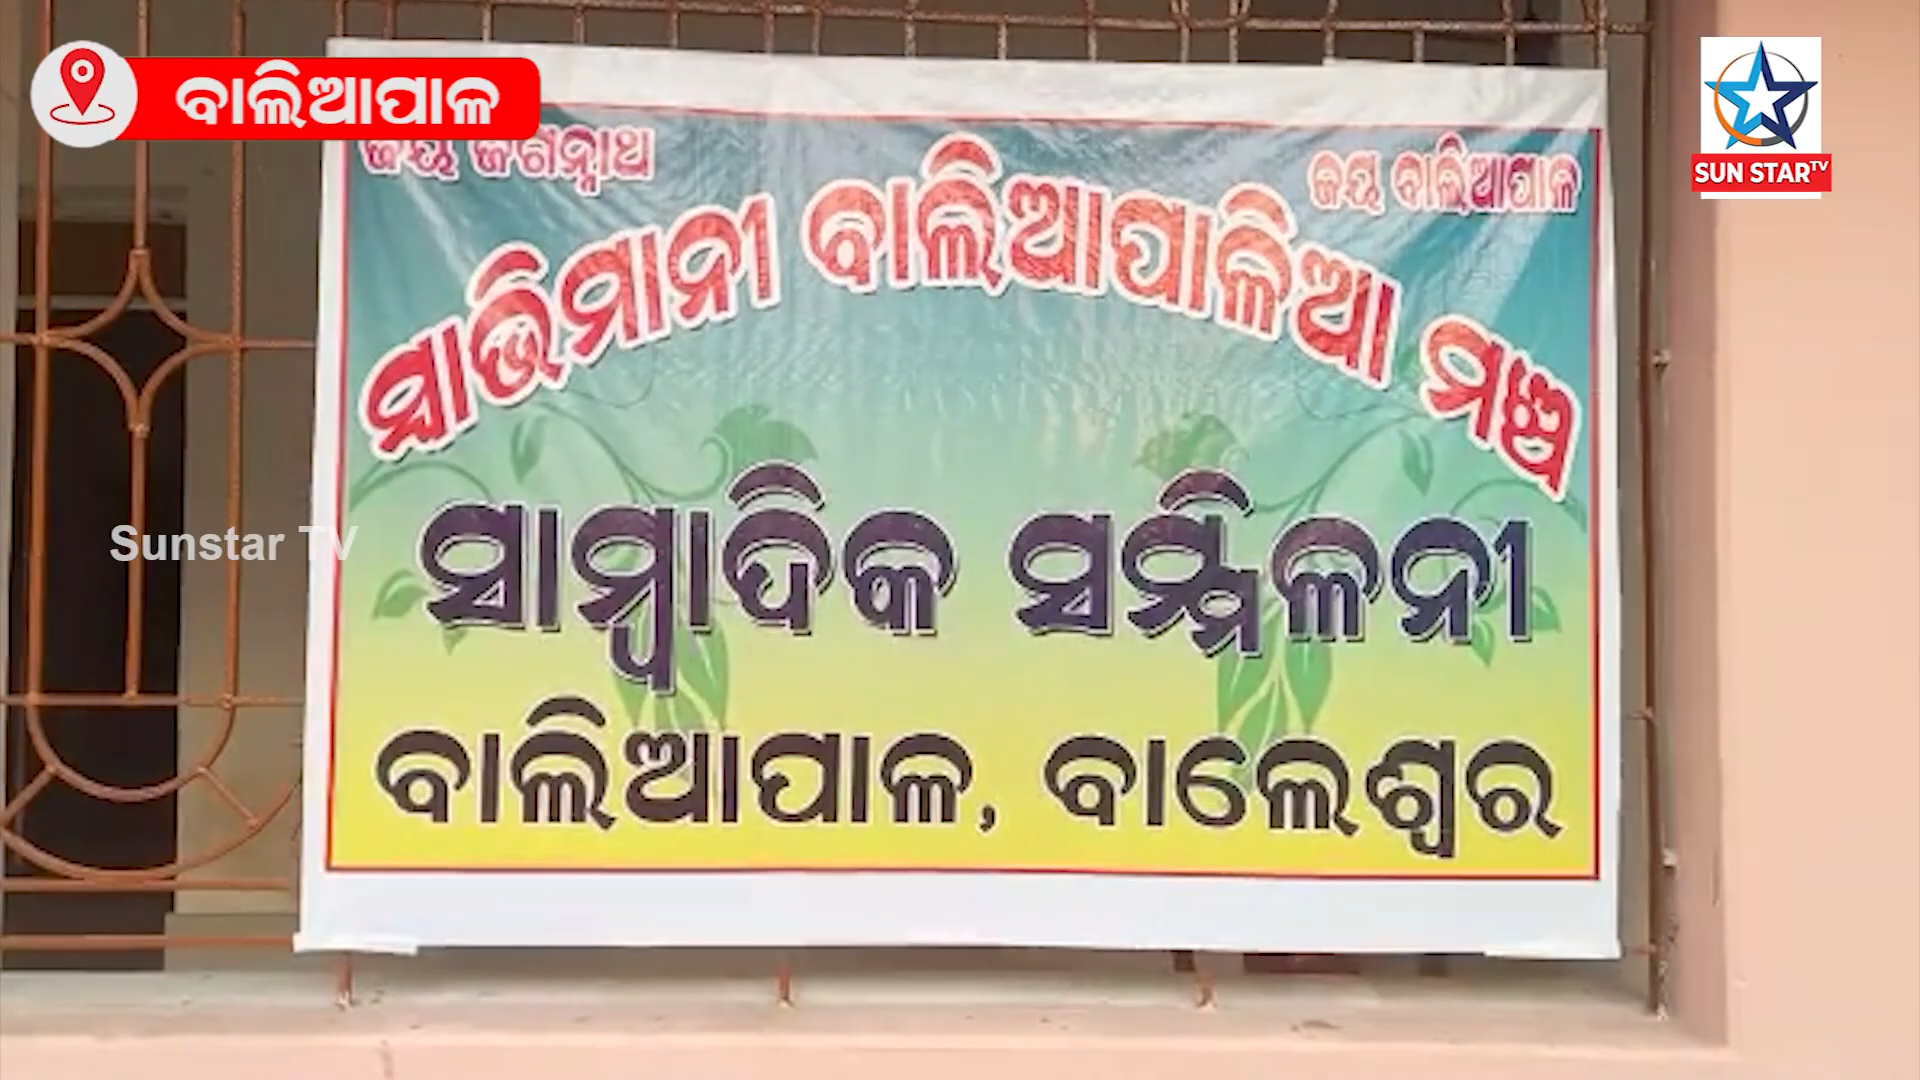 ବାଲିଆପାଳ
SUN STAR TV
ଜୟ ଜଗନ୍ନାଥ
ଜୟ ବାଲିଆପାଳ
ସ୍ୱାଭିମାନୀ ବାଲିଆପାଳିଆ ମଞ୍ଚ
Sunstar TV
ସାମ୍ବାଦିକ ସମ୍ମିଳନୀ
ବାଲିଆପାଳ, ବାଲେଶ୍ୱର